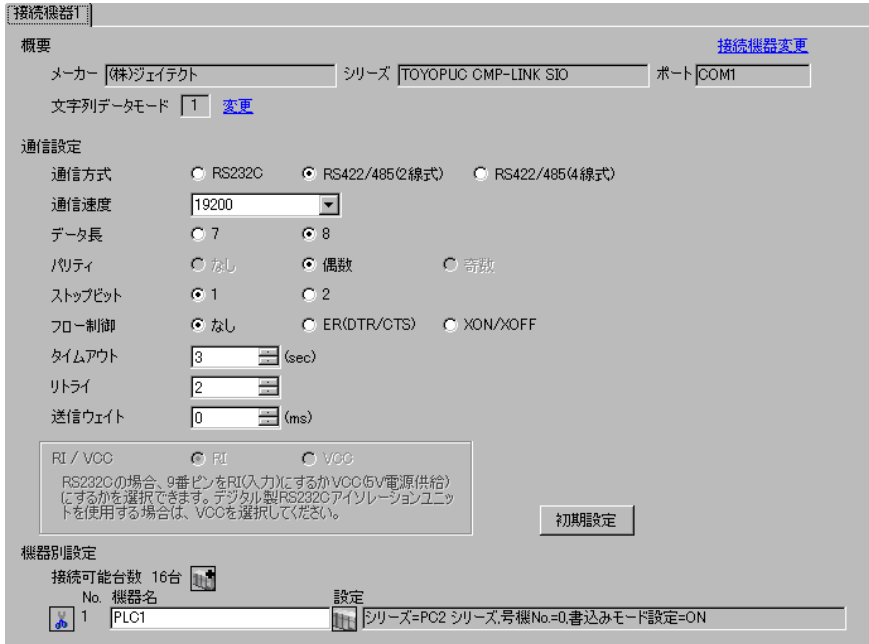 接続機器1
概要 接続機器変更
メーカー (株)ジェイテクト シリーズ TOYOPUC CMP-LINK SIO ポート COM1
文字列データモード 1 変更
通信設定
通信方式 RS232C RS422/485(2線式) RS422/485(4線式)
通信速度 19200
データ長 7 8
パリティ なし 偶数 奇数
ストップビット 1 2
フロー制御 なし ER(DTR/CTS) XON/XOFF
タイムアウト 3 (sec)
リトライ 2
送信ウェイト 0 (ms)
RI / VCC RI VCC
RS232Cの場合、9番ピンをRI(入力)にするかVCC(5V電源供給)
にするかを選択できます。デジタル製RS232Cアイソレーションユニッ
トを使用する場合は、VCCを選択してください。
初期設定
機器別設定
接続可能台数 16台
No. 機器名 設定
1 PLC1 シリーズ=PC2 シリーズ,号機No.=0,書込みモード設定=ON